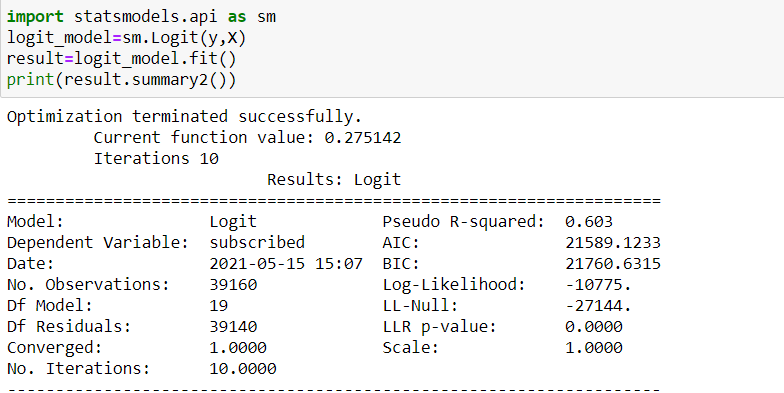 import statsmodels.api as sm
logit_model=sm.Logit(y,X)
result=logit_model.fit()
print(result.summary2())
Optimization terminated successfully.
Current function value: 0.275142
Iterations 10
Results: Logit
=================================================================
Model: Logit Pseudo R-squared: 0.603
Dependent Variable: subscribed AIC: 21589.1233
Date: 2021-05-15 15:07 BIC: 21760.6315
No. Observations: 39160 Log-Likelihood: -10775.
Df Model: 19 LL-Null: -27144.
Df Residuals: 39140 LLR p-value: 0.0000
Converged: 1.0000 Scale: 1.0000
No. Iterations: 10.0000
-----------------------------------------------------------------